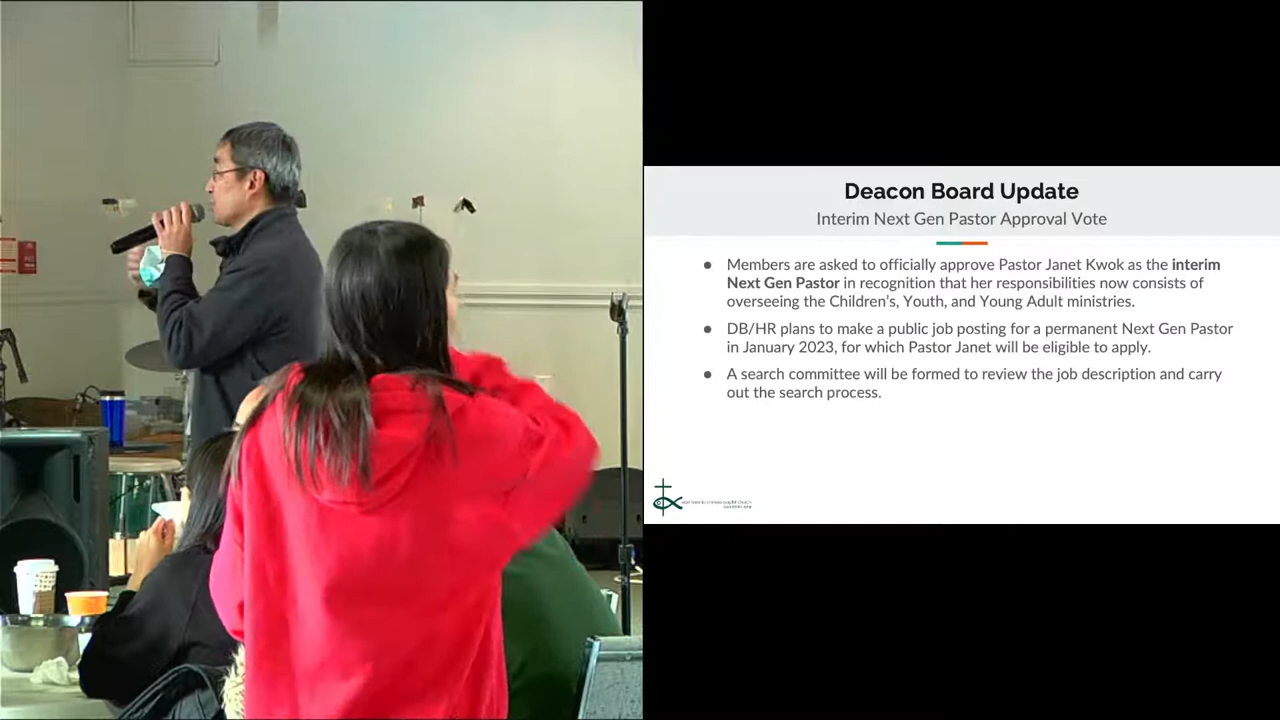 Deacon Board Update
Interim Next Gen Pastor Approval Vote
Members are asked to officially approve Pastor Janet Kwok as the interim
Next Gen Pastor in recognition that her responsibilities now consists of
overseeing the Children's, Youth, and Young Adult ministries.
DB/HR plans to make a public job posting for a permanent Next Gen Pastor
in January 2023, for which Pastor Janet will be eligible to apply.
A search committee will be formed to review the job description and carry
out the search process.